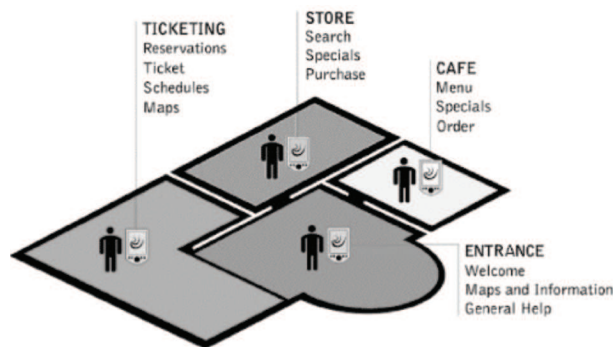 TICKETING
Reservations
Ticket
Schedules
Maps
STORE
Search
Specials
Purchase
CAFE
Menu
Specials
Order
ENTRANCE
Welcome
Maps and Information
General Help